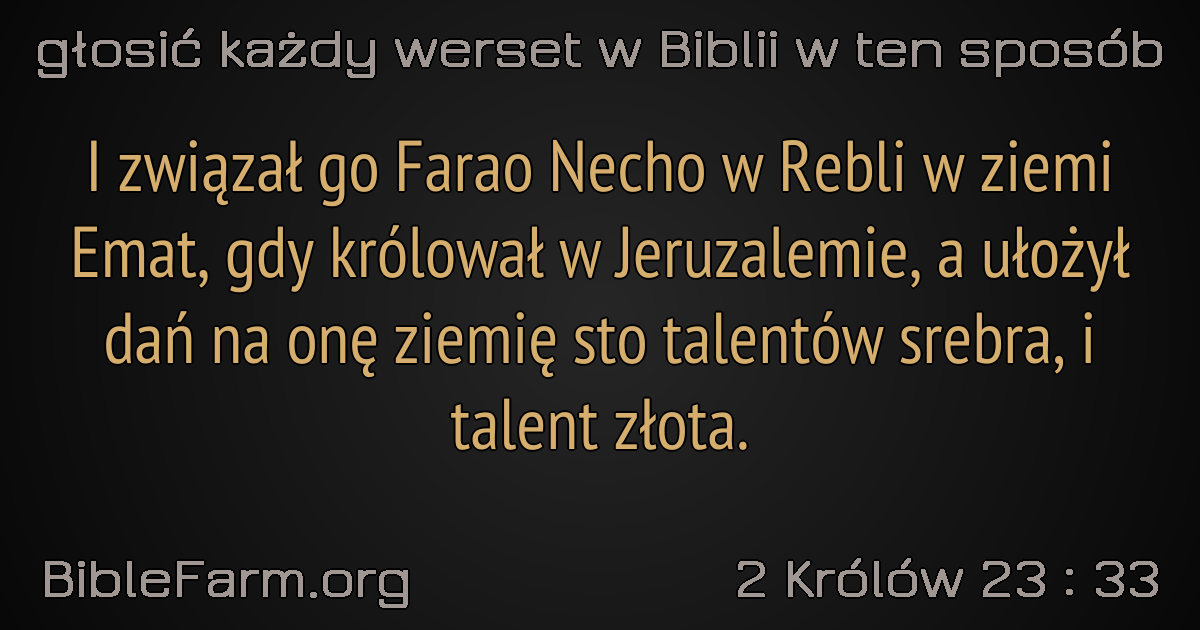 głosić każdy werset w Biblii w ten sposób
I związał go Farao Necho w Rebli w ziemi
Emat, gdy królował w Jeruzalemie, a ułożył
dań na onę ziemię sto talentów srebra, i
talent złota.
BibleFarm.org
2 Królów 23 : 33